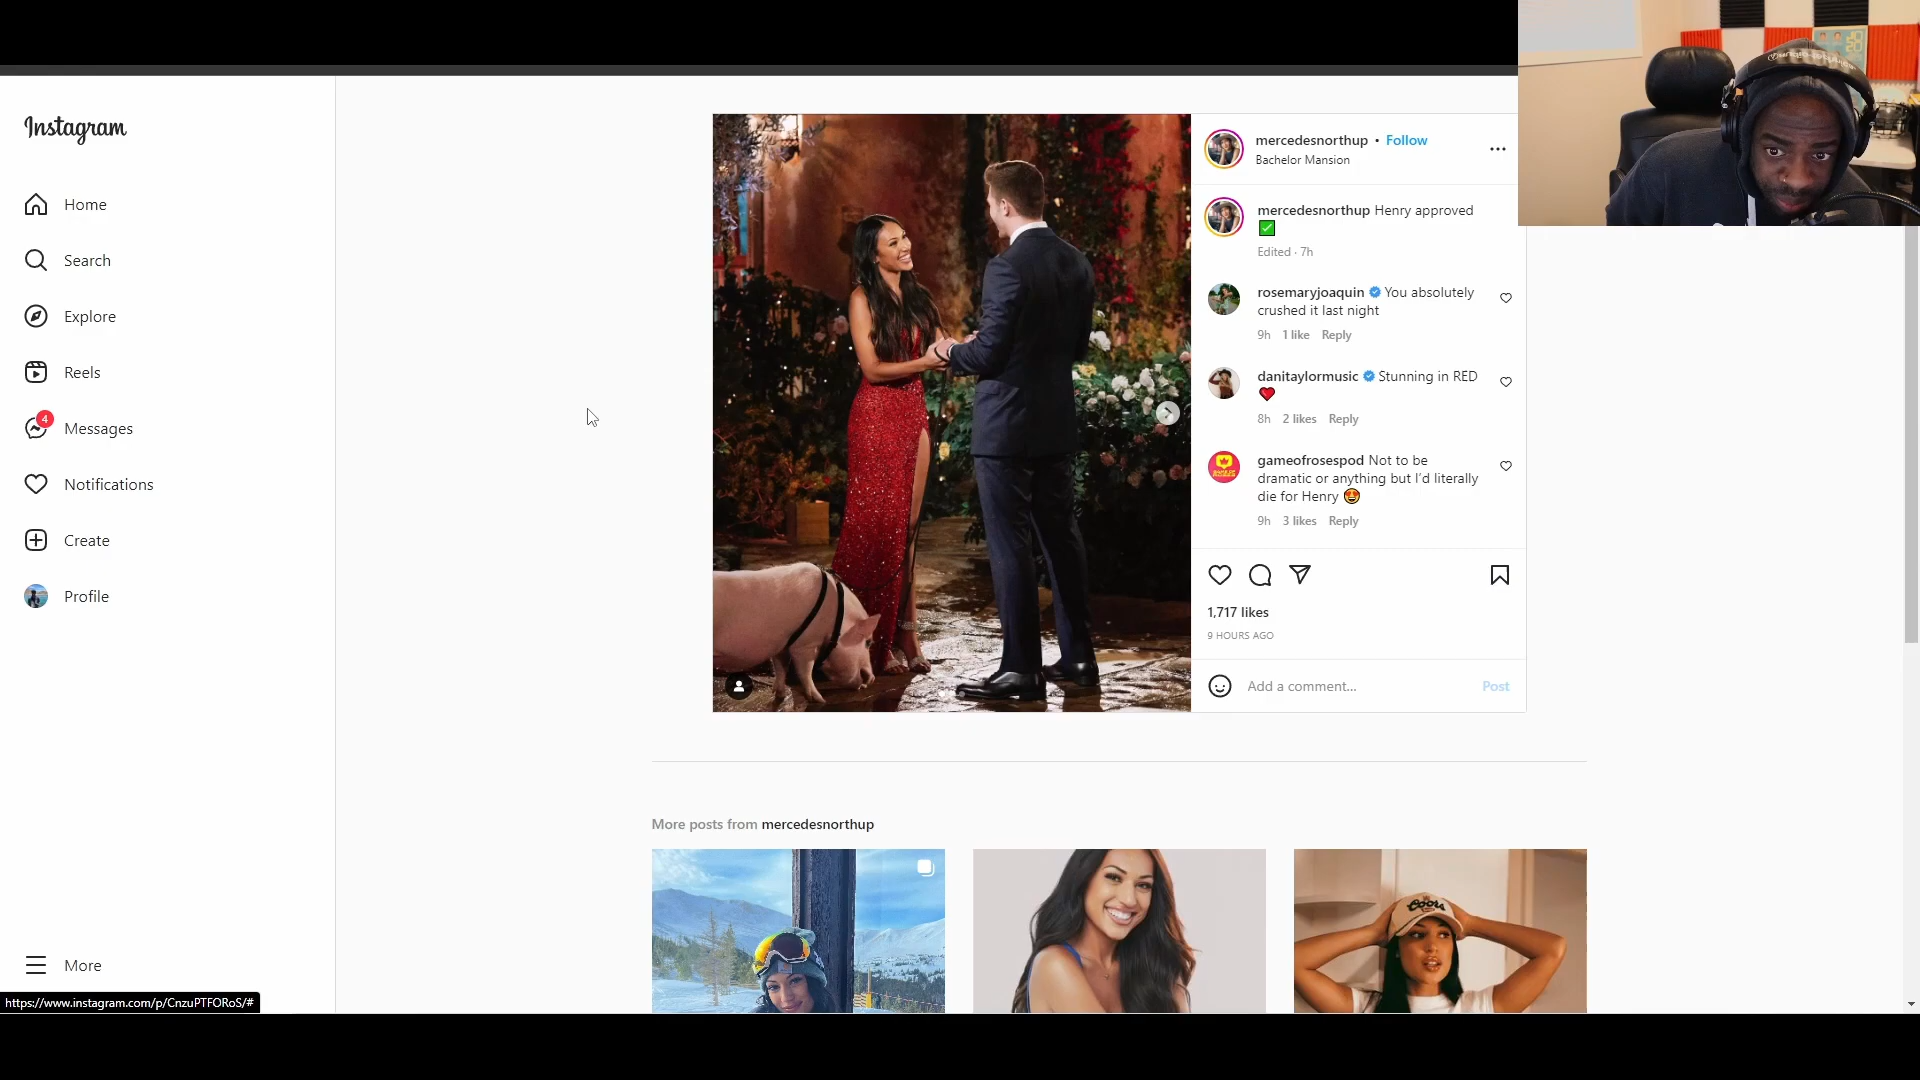 Instagram
Home
Search
Explore
Reels
4
Messages
Notifications
Create
Profile
More
https://www.instagram.com/p/CnzuPTFORoS/#
mercedesnorthup • Follow
Bachelor Mansion
mercedesnorthup Henry approved
✅
Edited · 7h
rosemaryjoaquin You absolutely
crushed it last night
9h 1 like Reply
danitaylormusic Stunning in RED
❤️
8h 2 likes Reply
gameofrosespod Not to be
dramatic or anything but I'd literally
die for Henry 🤩
9h 3 likes Reply
1,717 likes
9 HOURS AGO
Add a comment... Post
More posts from mercedesnorthup
Coors